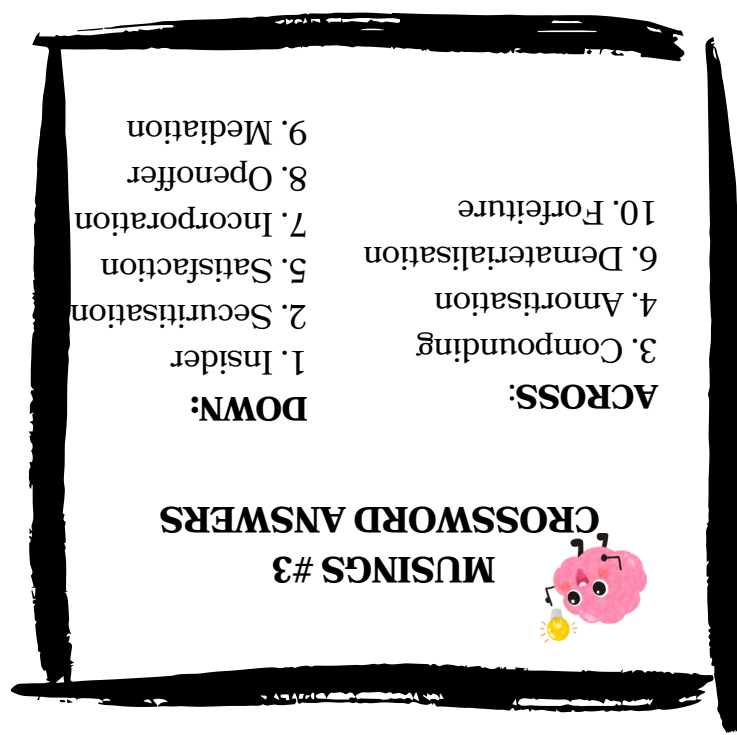 MUSINGS #3
CROSSWORD ANSWERS
ACROSS:
3. Compounding
4. Amortisation
6. Dematerialisation
10. Forfeiture
DOWN:
1. Insider
2. Securitisation
5. Satisfaction
7. Incorporation
8. Openoffer
9. Mediation